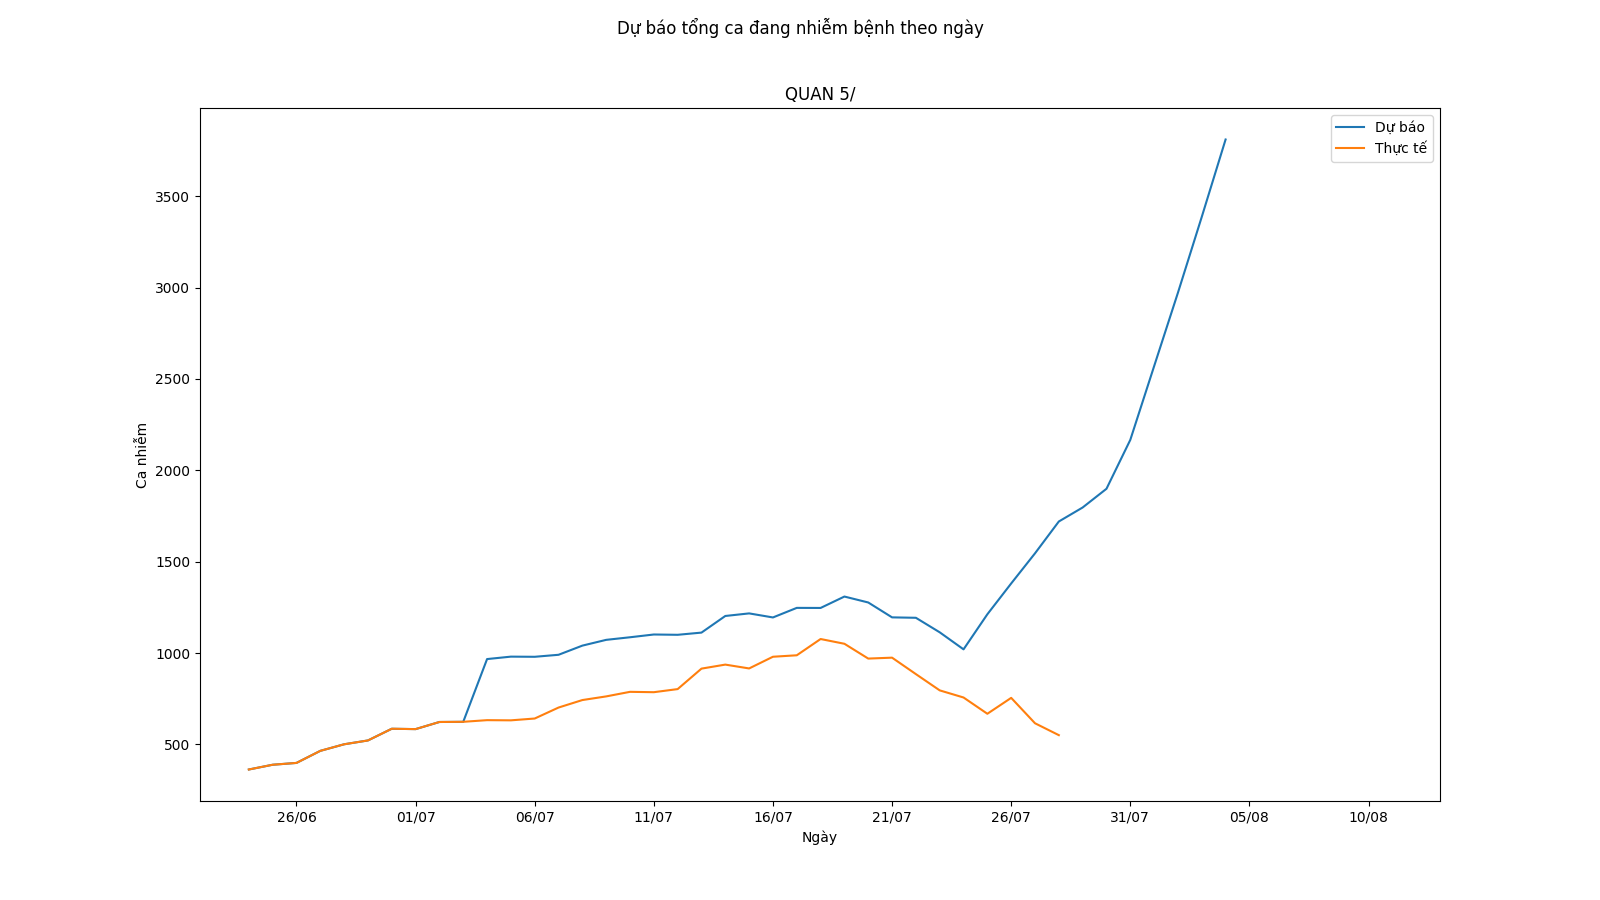 Dự báo tổng ca đang nhiễm bệnh theo ngày
QUAN 5/
Dự báo
Thực tế
3500
3000
2500
2000
1500
1000
500
Ca nhiễm
26/06 01/07 06/07 11/07 16/07 21/07 26/07 31/07 05/08 10/08
Ngày